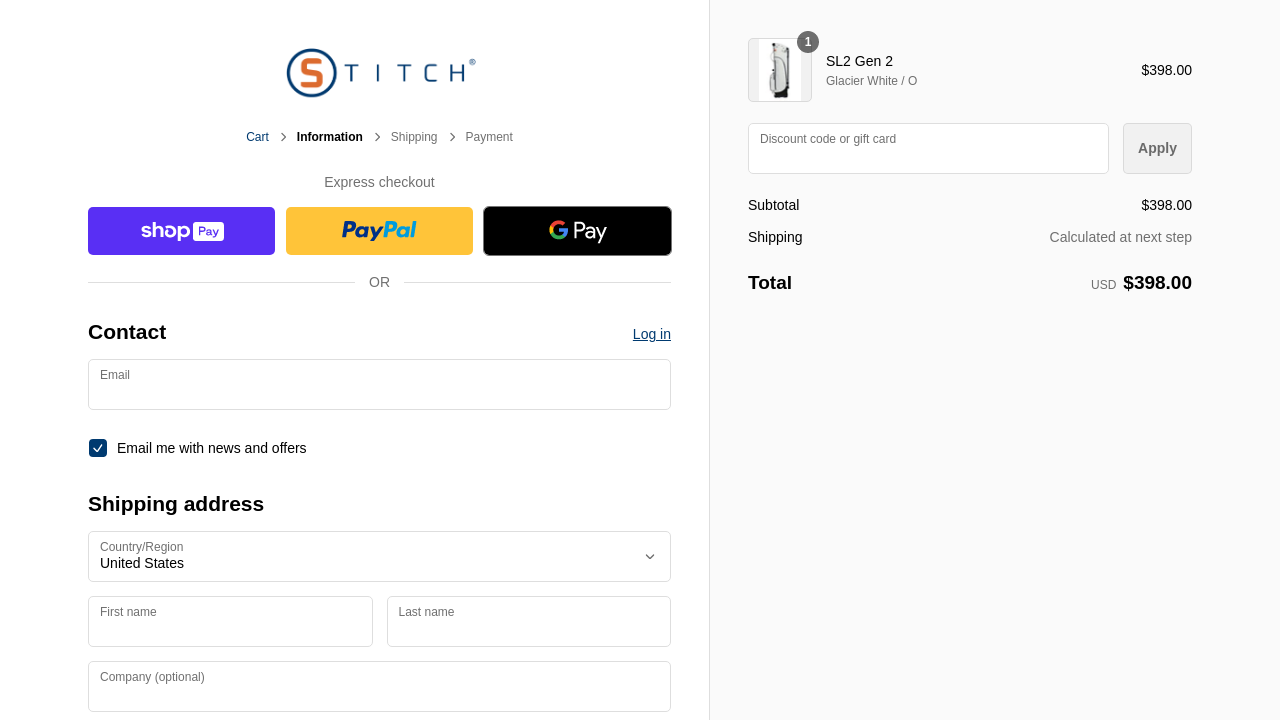 STITCH®
Cart > Information > Shipping > Payment
Express checkout
shop Pay
PayPal
G Pay
OR
Contact
Log in
Email
Email me with news and offers
Shipping address
Country/Region
United States
First name
Last name
Company (optional)
1
SL2 Gen 2
Glacier White / O
$398.00
Discount code or gift card
Apply
Subtotal $398.00
Shipping Calculated at next step
Total USD $398.00